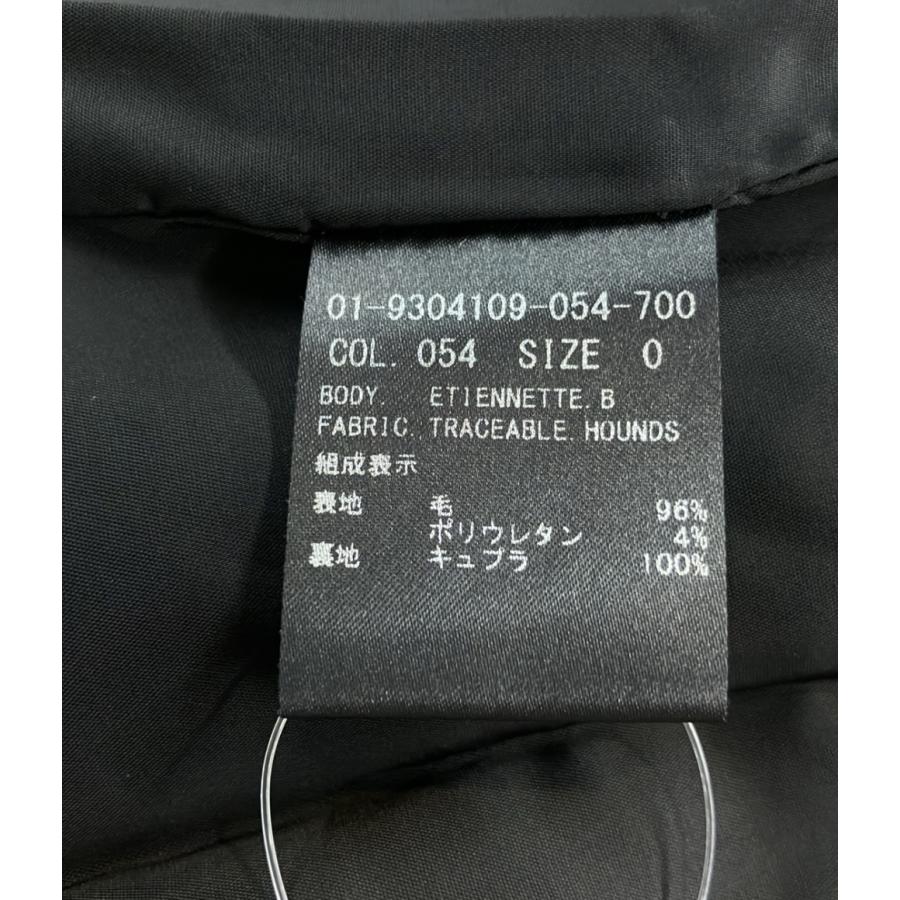 01-9304109-054-700
COL. 054 SIZE 0
BODY. ETIENNETTE.B
FABRIC. TRACEABLE.HOUNDS
組成表示
表地 毛 96%
ポリウレタン 4%
裏地 キュプラ 100%